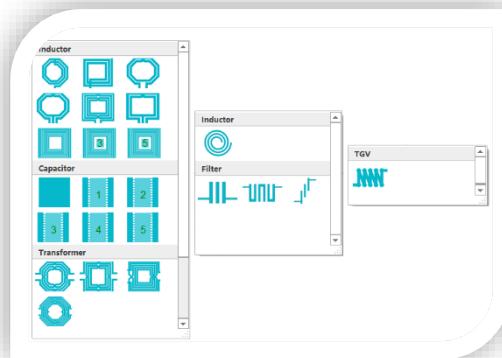 Inductor
3
5
Capacitor
1
2
3
4
5
Transformer
Inductor
Filter
TGV